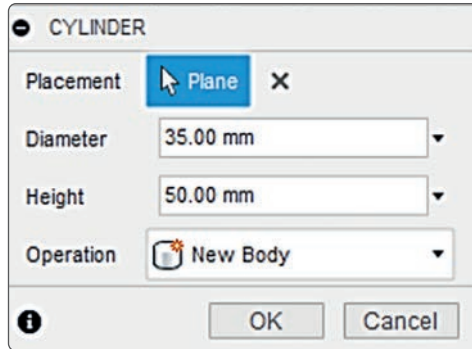 CYLINDER
Placement Plane
Diameter 35.00 mm
Height 50.00 mm
Operation New Body
OK Cancel